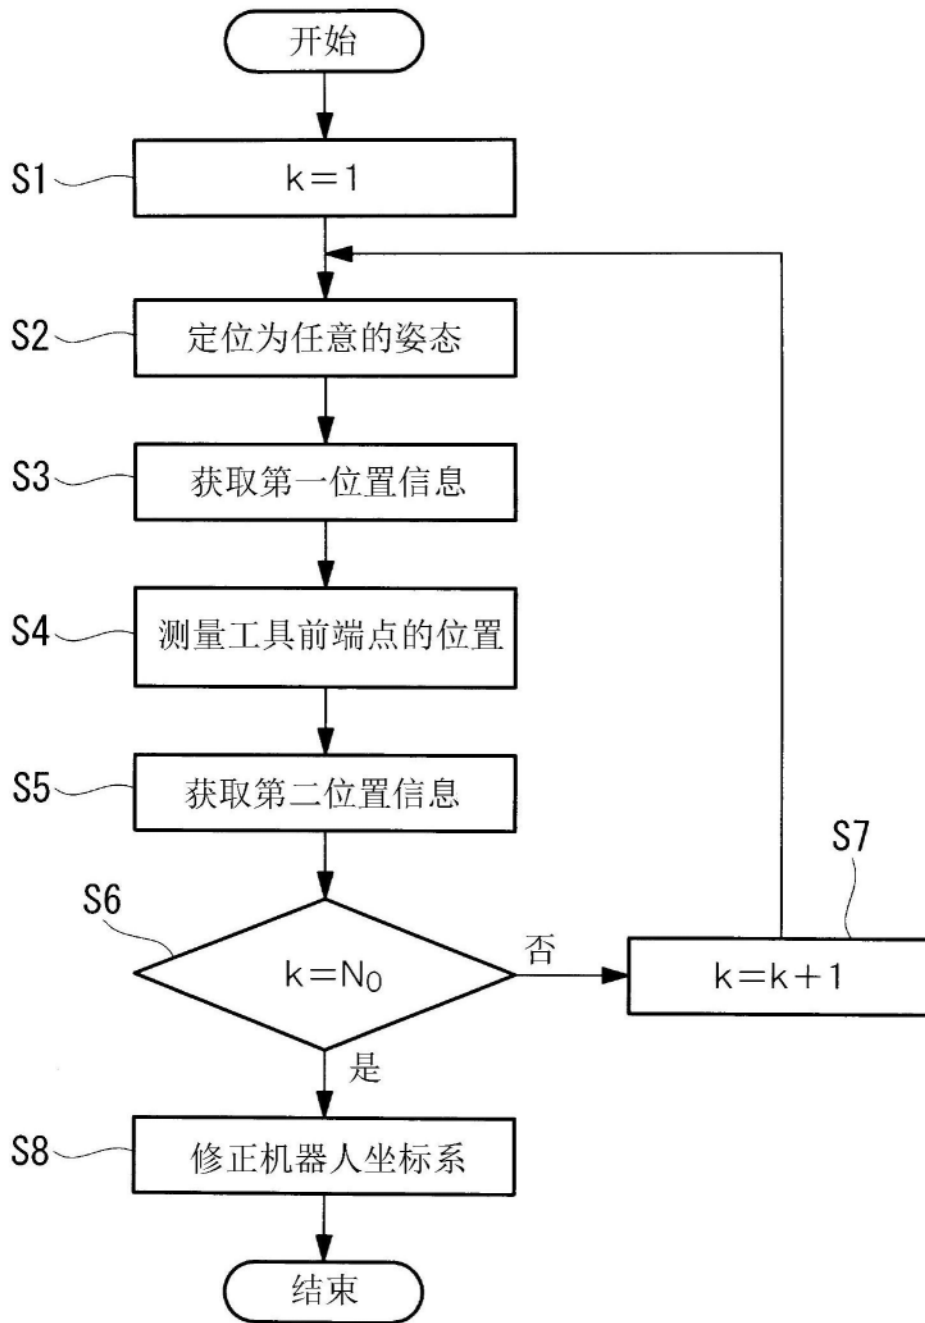 开始
S1
k=1
S2
定位为任意的姿态
S3
获取第一位置信息
S4
测量工具前端点的位置
S5
获取第二位置信息
S6
k=N₀
否
S7
k=k+1
是
S8
修正机器人坐标系
结束